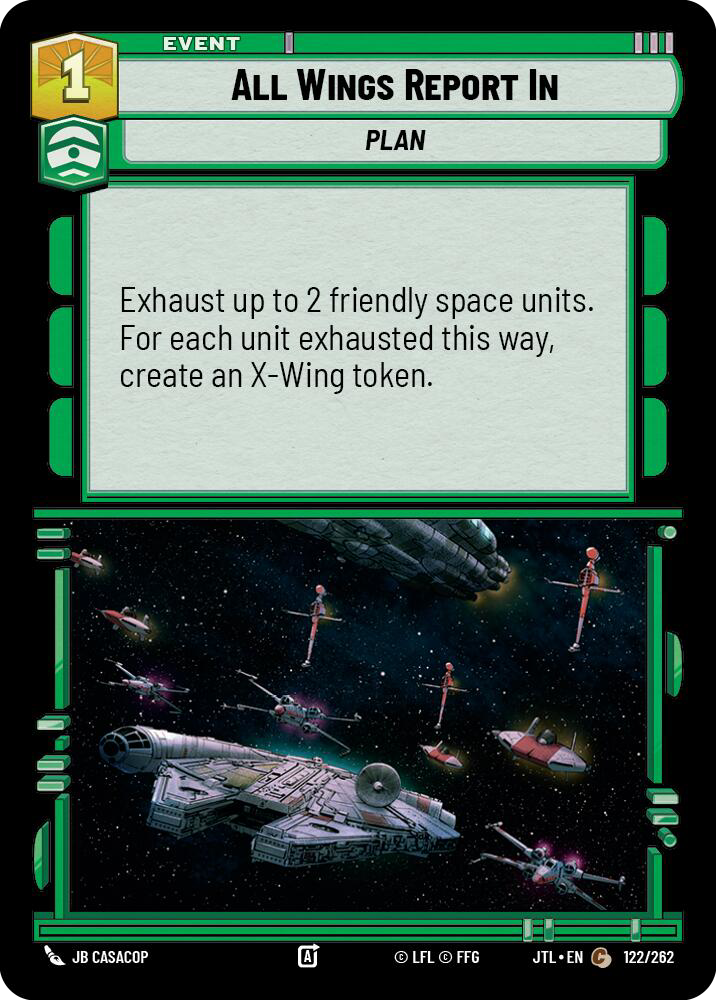 EVENT
1
All Wings Report In
PLAN
Exhaust up to 2 friendly space units.
For each unit exhausted this way,
create an X-Wing token.
JB CASACOP
A
© LFL © FFG
JTL • EN
C
122/262